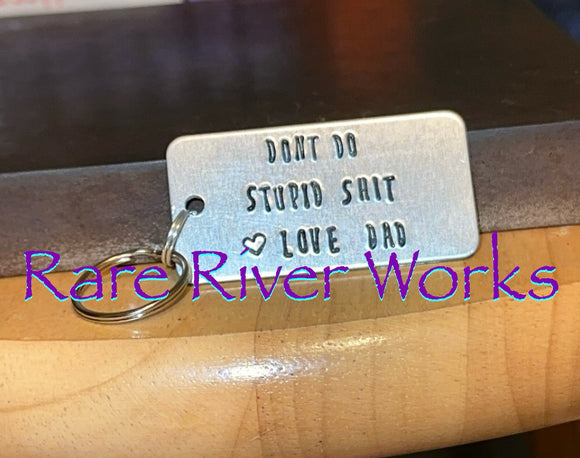 DONT DO
STUPID SHIT
♡ LOVE DAD
Rare River Works